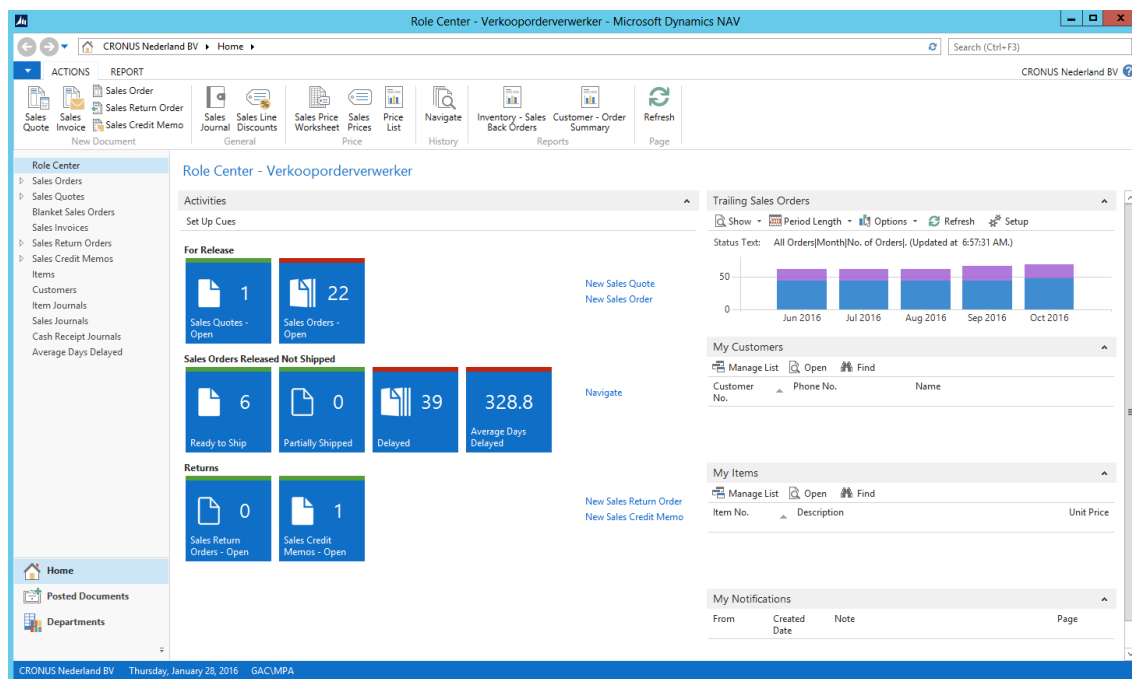 Role Center - Verkooporderverwerker - Microsoft Dynamics NAV
CRONUS Nederland BV ▸ Home ▸
Search (Ctrl+F3)
ACTIONS REPORT
CRONUS Nederland BV
Sales Quote
Sales Invoice
Sales Order
Sales Return Order
Sales Credit Memo
New Document
Sales Journal
Sales Line Discounts
General
Sales Price Worksheet
Sales Prices
Price List
Price
Navigate
History
Inventory - Sales Back Orders
Customer - Order Summary
Reports
Refresh
Page
Role Center
Sales Orders
Sales Quotes
Blanket Sales Orders
Sales Invoices
Sales Return Orders
Sales Credit Memos
Items
Customers
Item Journals
Sales Journals
Cash Receipt Journals
Average Days Delayed
Home
Posted Documents
Departments
Role Center - Verkooporderverwerker
Activities
Set Up Cues
For Release
1
Sales Quotes - Open
22
Sales Orders - Open
New Sales Quote
New Sales Order
Sales Orders Released Not Shipped
6
Ready to Ship
0
Partially Shipped
39
Delayed
328.8
Average Days Delayed
Navigate
Returns
0
Sales Return Orders - Open
1
Sales Credit Memos - Open
New Sales Return Order
New Sales Credit Memo
Trailing Sales Orders
Show Period Length Options Refresh Setup
Status Text: All Orders|Month|No. of Orders|. (Updated at 6:57:31 AM.)
50
0
Jun 2016 Jul 2016 Aug 2016 Sep 2016 Oct 2016
My Customers
Manage List Open Find
Customer No. Phone No. Name
My Items
Manage List Open Find
Item No. Description Unit Price
My Notifications
From Created Date Note Page
CRONUS Nederland BV Thursday, January 28, 2016 GAC\MPA